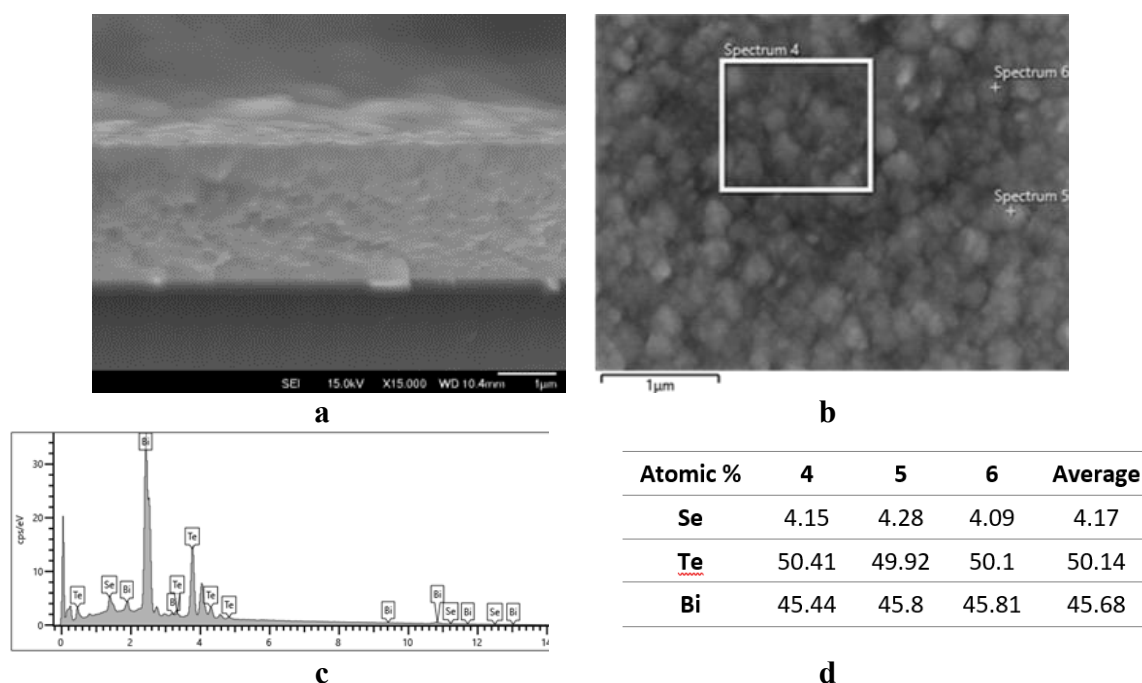 Spectrum 4
Spectrum 6
Spectrum 5
SEI 15.0kV X15.000 WD 10.4mm 1µm
1µm
a
b
Bi
30
20
10
0
cps/eV
Te
Te
Se
Bi
B
Te
Te
Te
Bi
Bi
Se
Bi
Se
Bi
0 2 4 6 8 10 12 14
c
Atomic % 4 5 6 Average
Se 4.15 4.28 4.09 4.17
Te 50.41 49.92 50.1 50.14
Bi 45.44 45.8 45.81 45.68
d